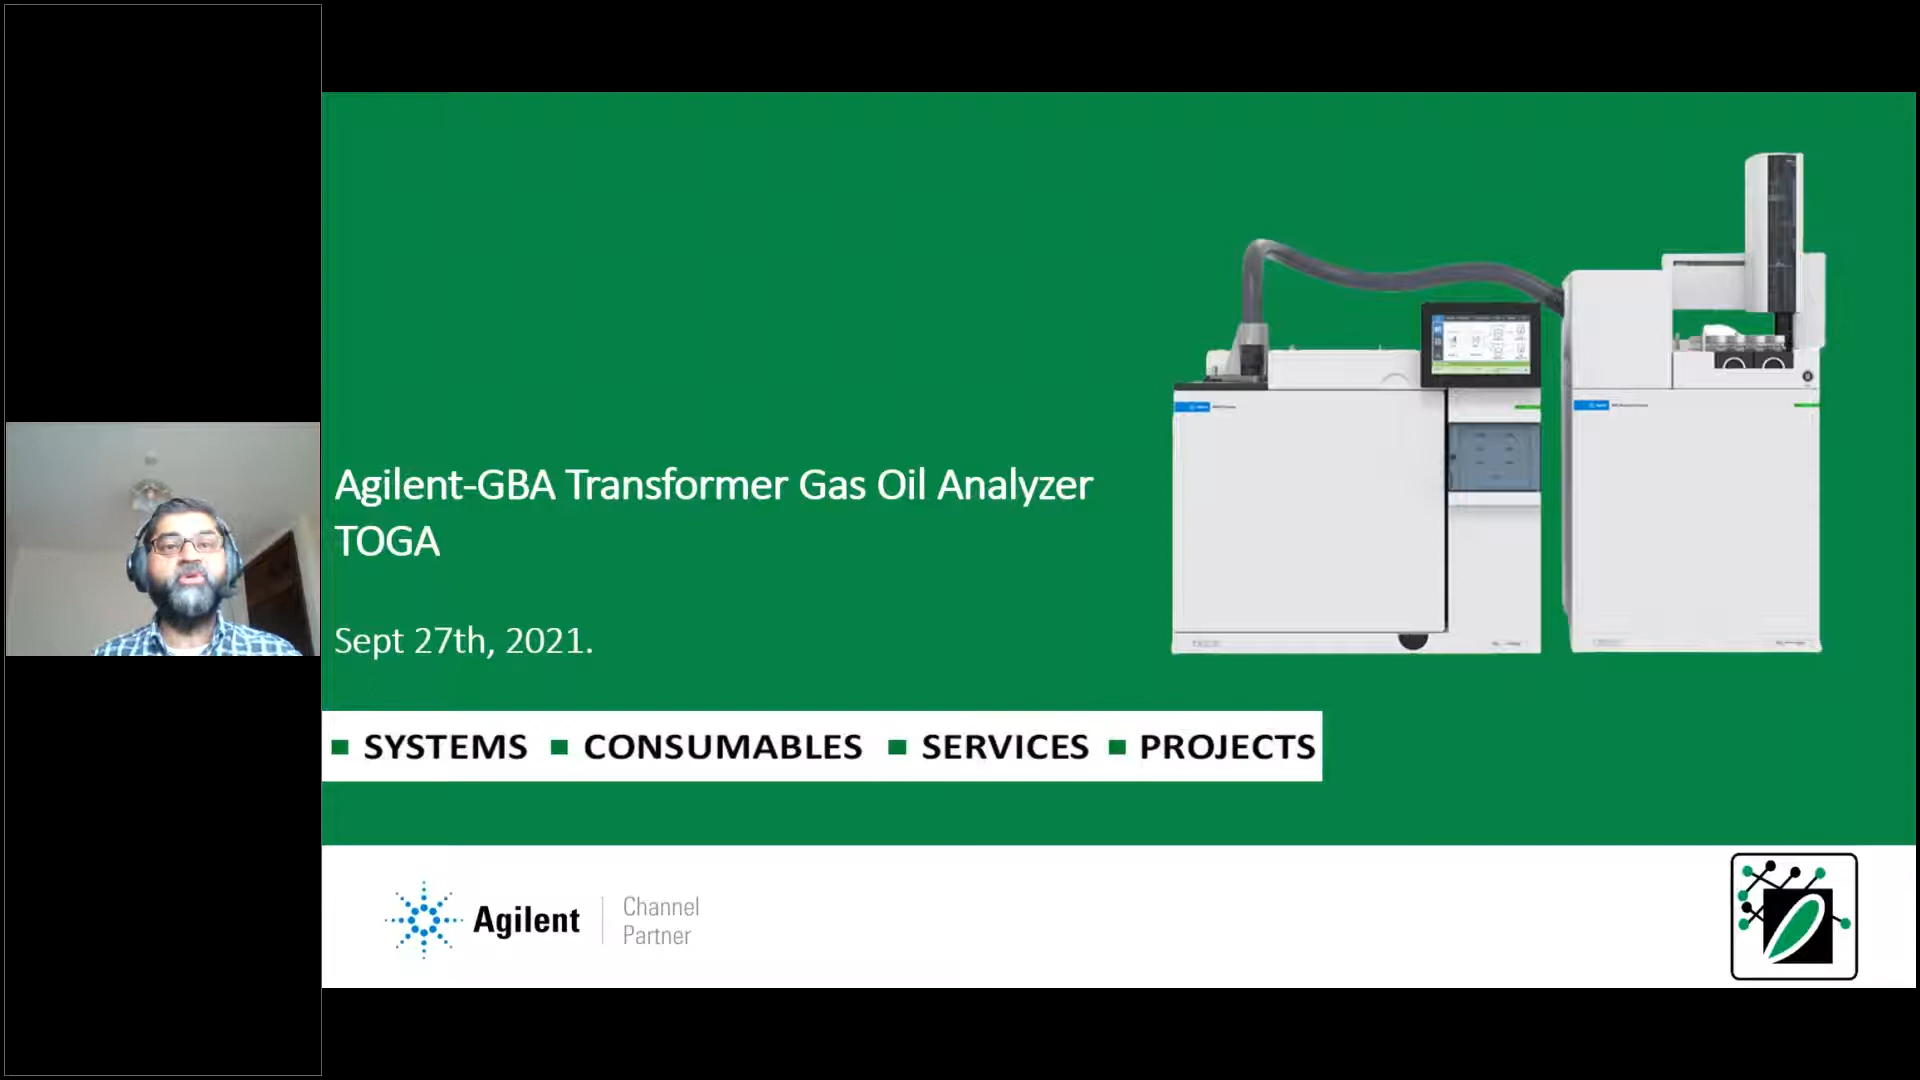 Agilent-GBA Transformer Gas Oil Analyzer
TOGA
Sept 27th, 2021.
SYSTEMS CONSUMABLES SERVICES PROJECTS
Agilent
Channel
Partner